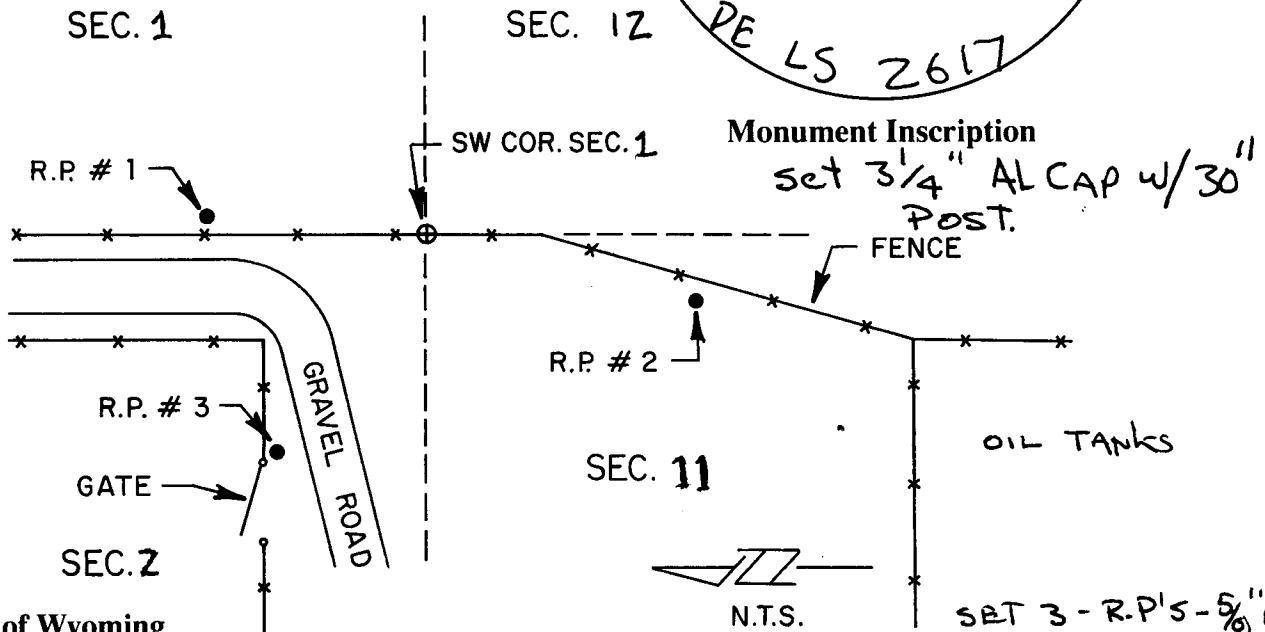 SEC. 1
SEC. 12
LS 2617
Monument Inscription
SW COR. SEC. 1
set 3 1/4" AL CAP W/ 30"
POST.
R.P. # 1
FENCE
R.P. # 2
GRAVEL ROAD
R.P. # 3
OIL TANKS
SEC. 11
GATE
SEC. 2
N.T.S.
of Wyoming
SET 3 - R.P'S - 5/8"